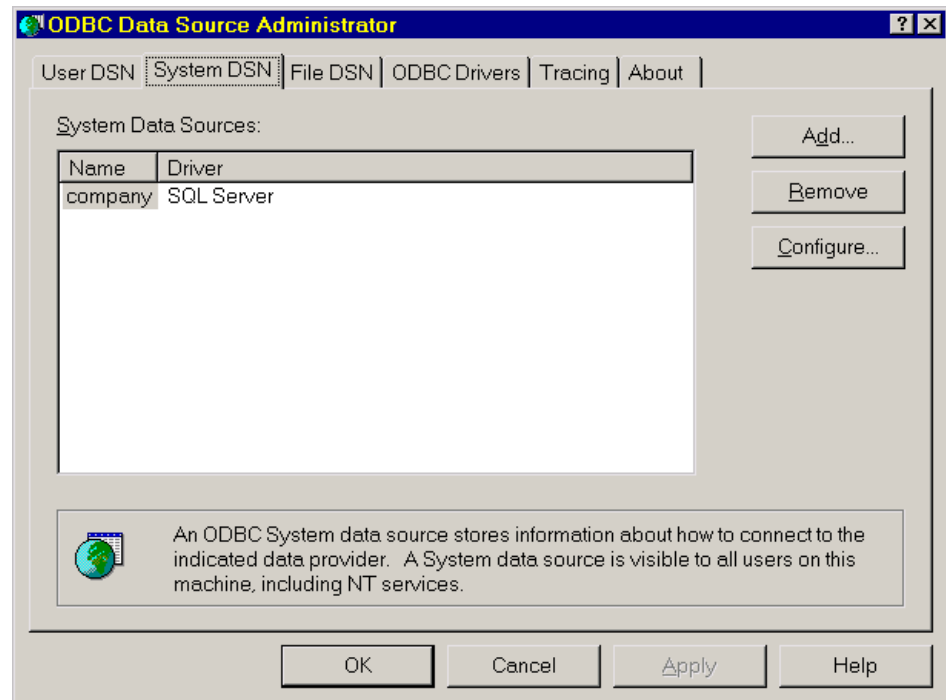 ODBC Data Source Administrator
User DSN System DSN File DSN ODBC Drivers Tracing About
System Data Sources:
Add...
Name Driver
company SQL Server
Remove
Configure...
An ODBC System data source stores information about how to connect to the
indicated data provider. A System data source is visible to all users on this
machine, including NT services.
OK Cancel Apply Help